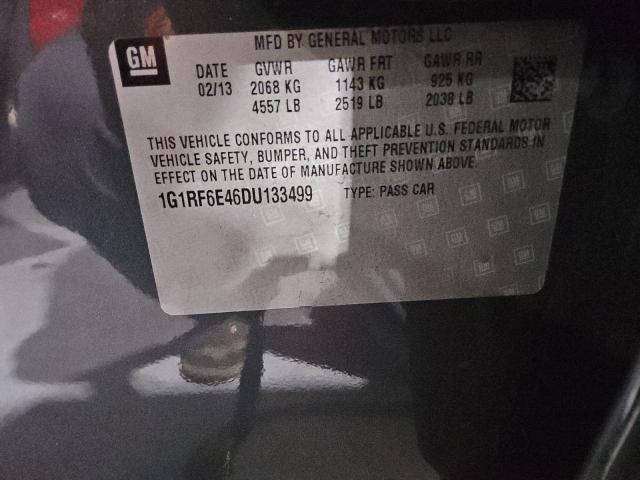 GM
MFD BY GENERAL MOTORS LLC
DATE GVWR GAWR FRT GAWR RR
02/13 2068 KG 1143 KG 925 KG
4557 LB 2519 LB 2038 LB
THIS VEHICLE CONFORMS TO ALL APPLICABLE U.S. FEDERAL MOTOR
VEHICLE SAFETY, BUMPER, AND THEFT PREVENTION STANDARDS IN
EFFECT ON THE DATE OF MANUFACTURE SHOWN ABOVE.
1G1RF6E46DU133499 TYPE: PASS CAR